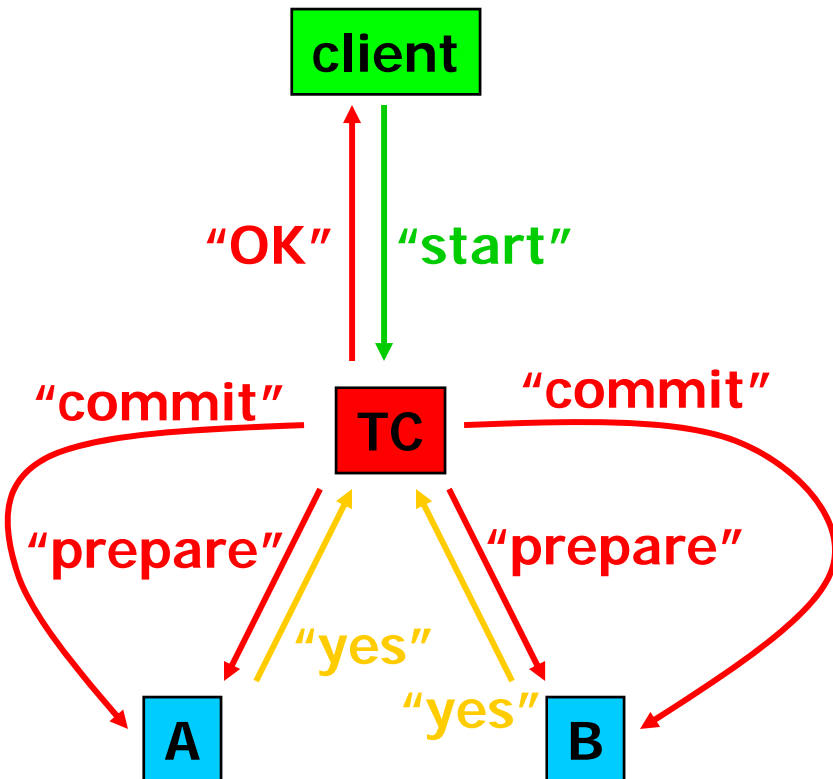 client
“OK”
“start”
“commit”
“commit”
TC
“prepare”
“prepare”
“yes”
“yes”
A
B